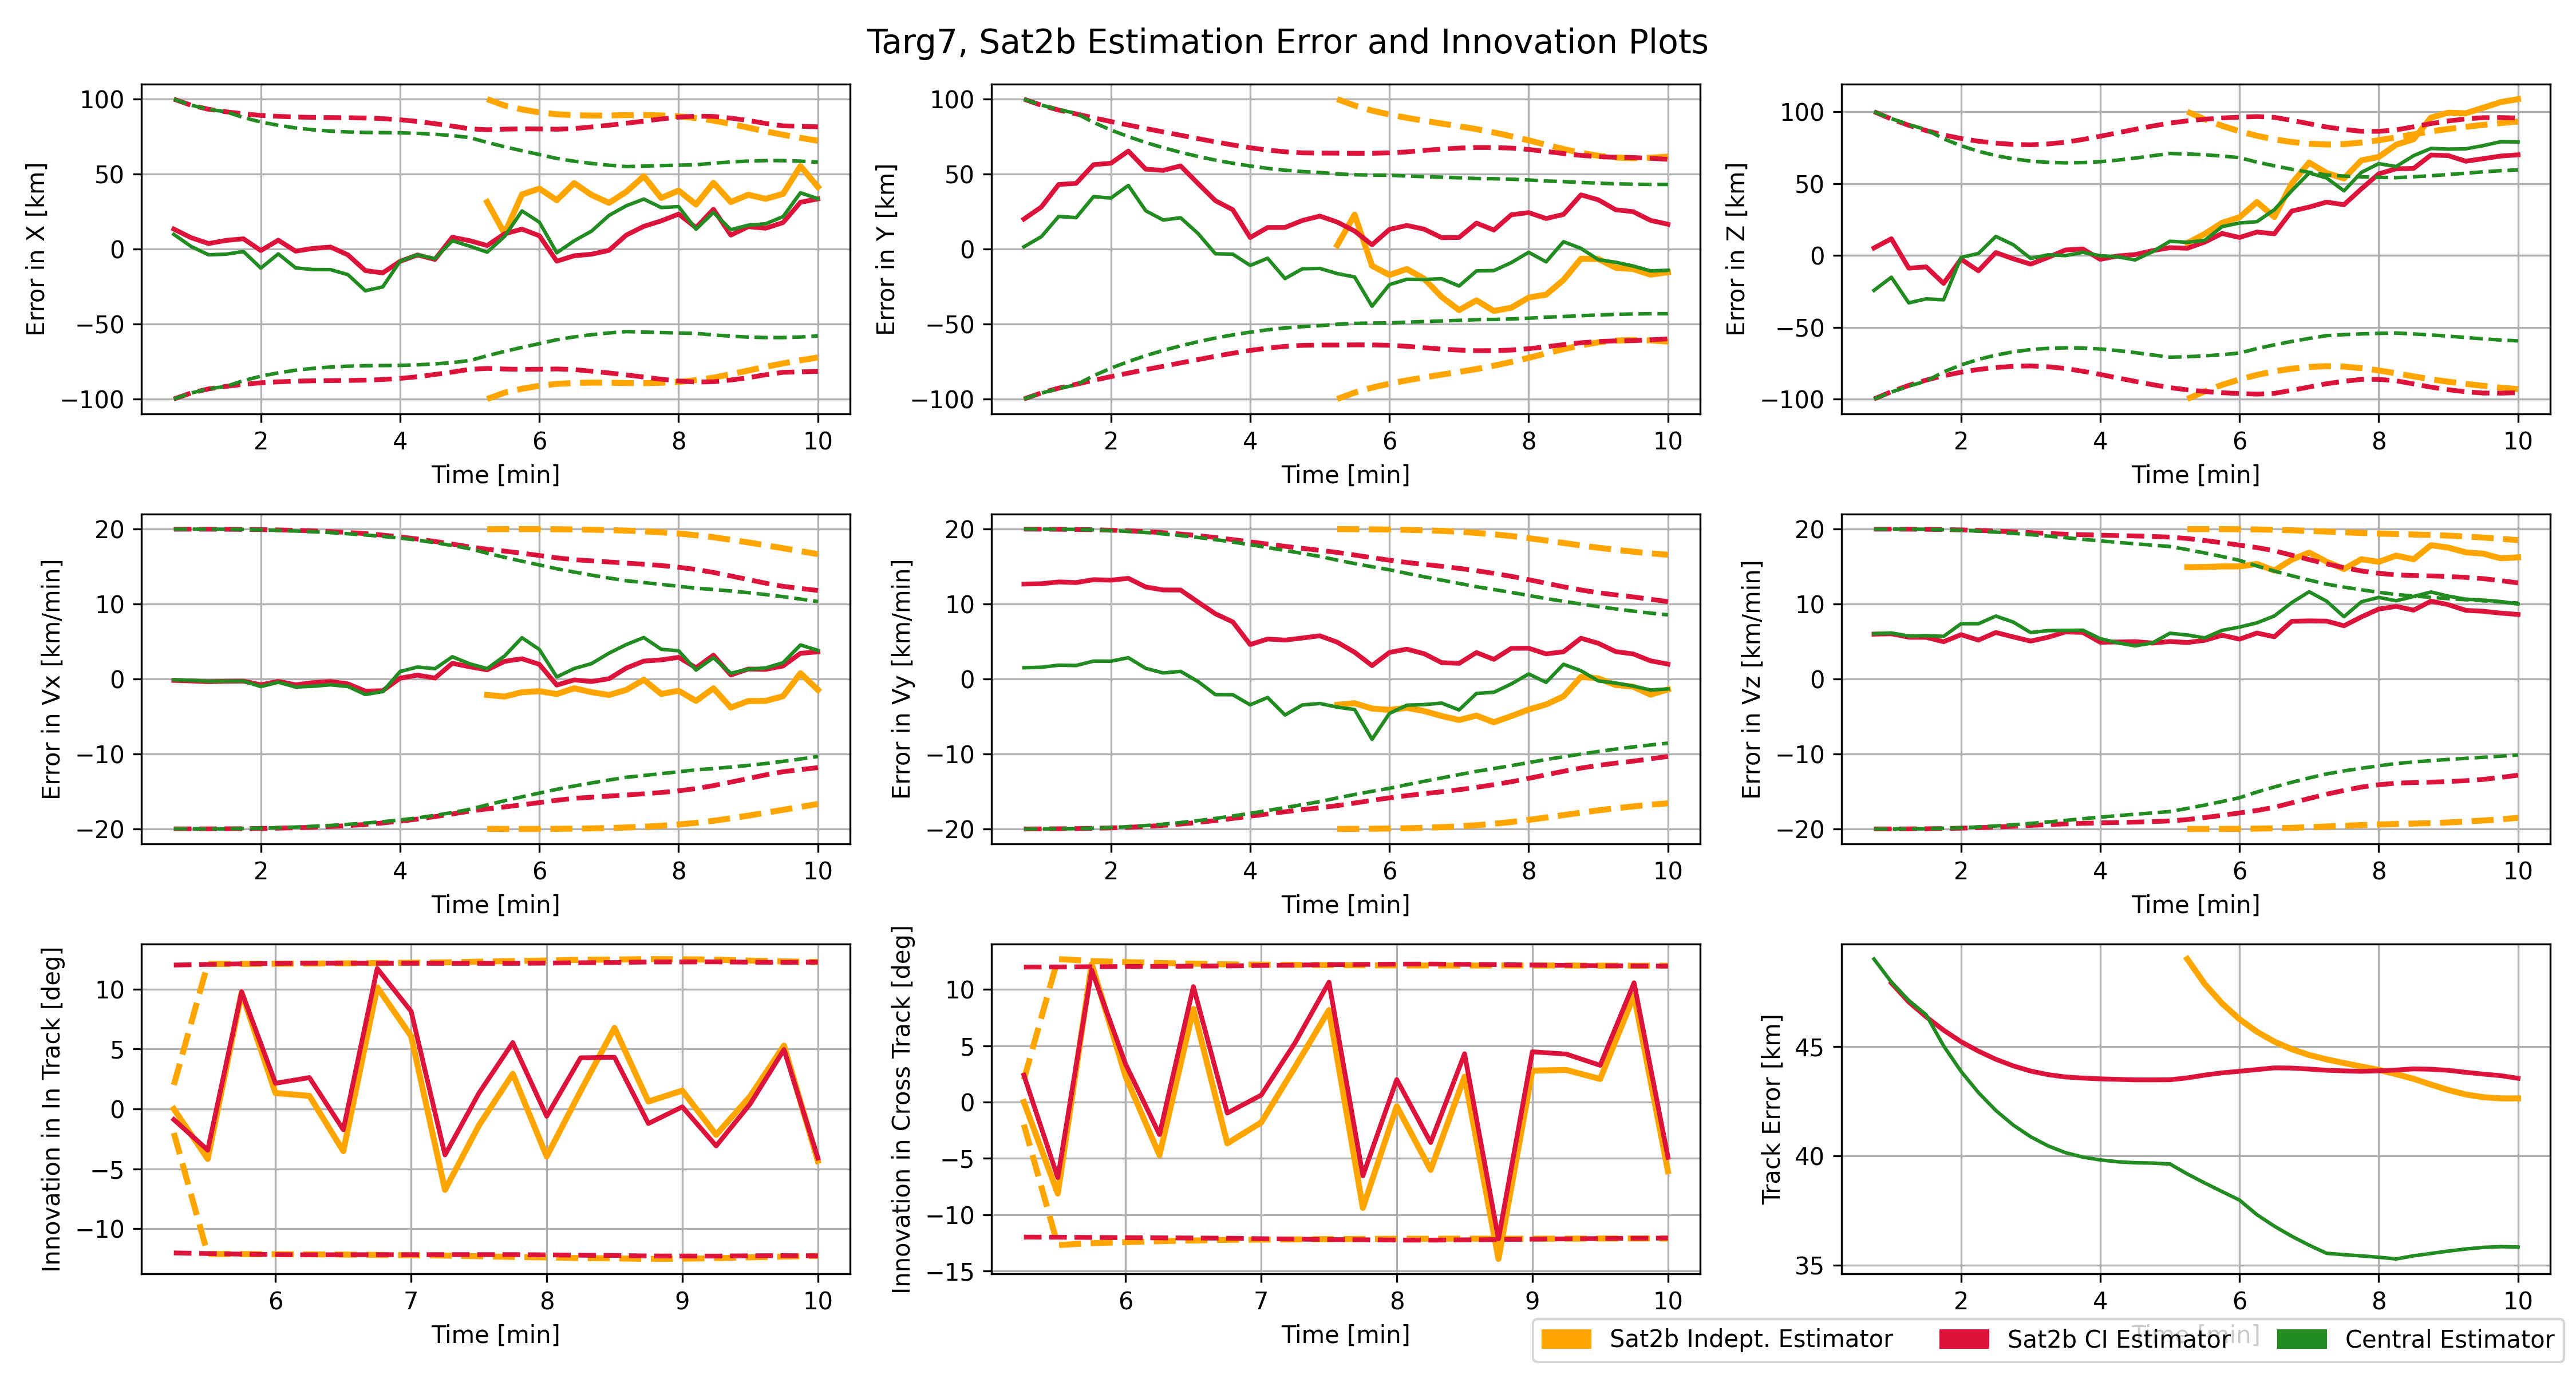 Targ7, Sat2b Estimation Error and Innovation Plots
Error in X [km]
100
50
0
−50
−100
2 4 6 8 10
Time [min]
Error in Y [km]
100
50
0
−50
−100
2 4 6 8 10
Time [min]
Error in Z [km]
100
50
0
−50
−100
2 4 6 8 10
Time [min]
Error in Vx [km/min]
20
10
0
−10
−20
2 4 6 8 10
Time [min]
Error in Vy [km/min]
20
10
0
−10
−20
2 4 6 8 10
Time [min]
Error in Vz [km/min]
20
10
0
−10
−20
2 4 6 8 10
Time [min]
Innovation in In Track [deg]
10
5
0
−5
−10
6 7 8 9 10
Time [min]
Innovation in Cross Track [deg]
10
5
0
−5
−10
−15
6 7 8 9 10
Time [min]
Track Error [km]
45
40
35
2 4 6 8 10
Time [min]
Sat2b Indept. Estimator
Sat2b CI Estimator
Central Estimator